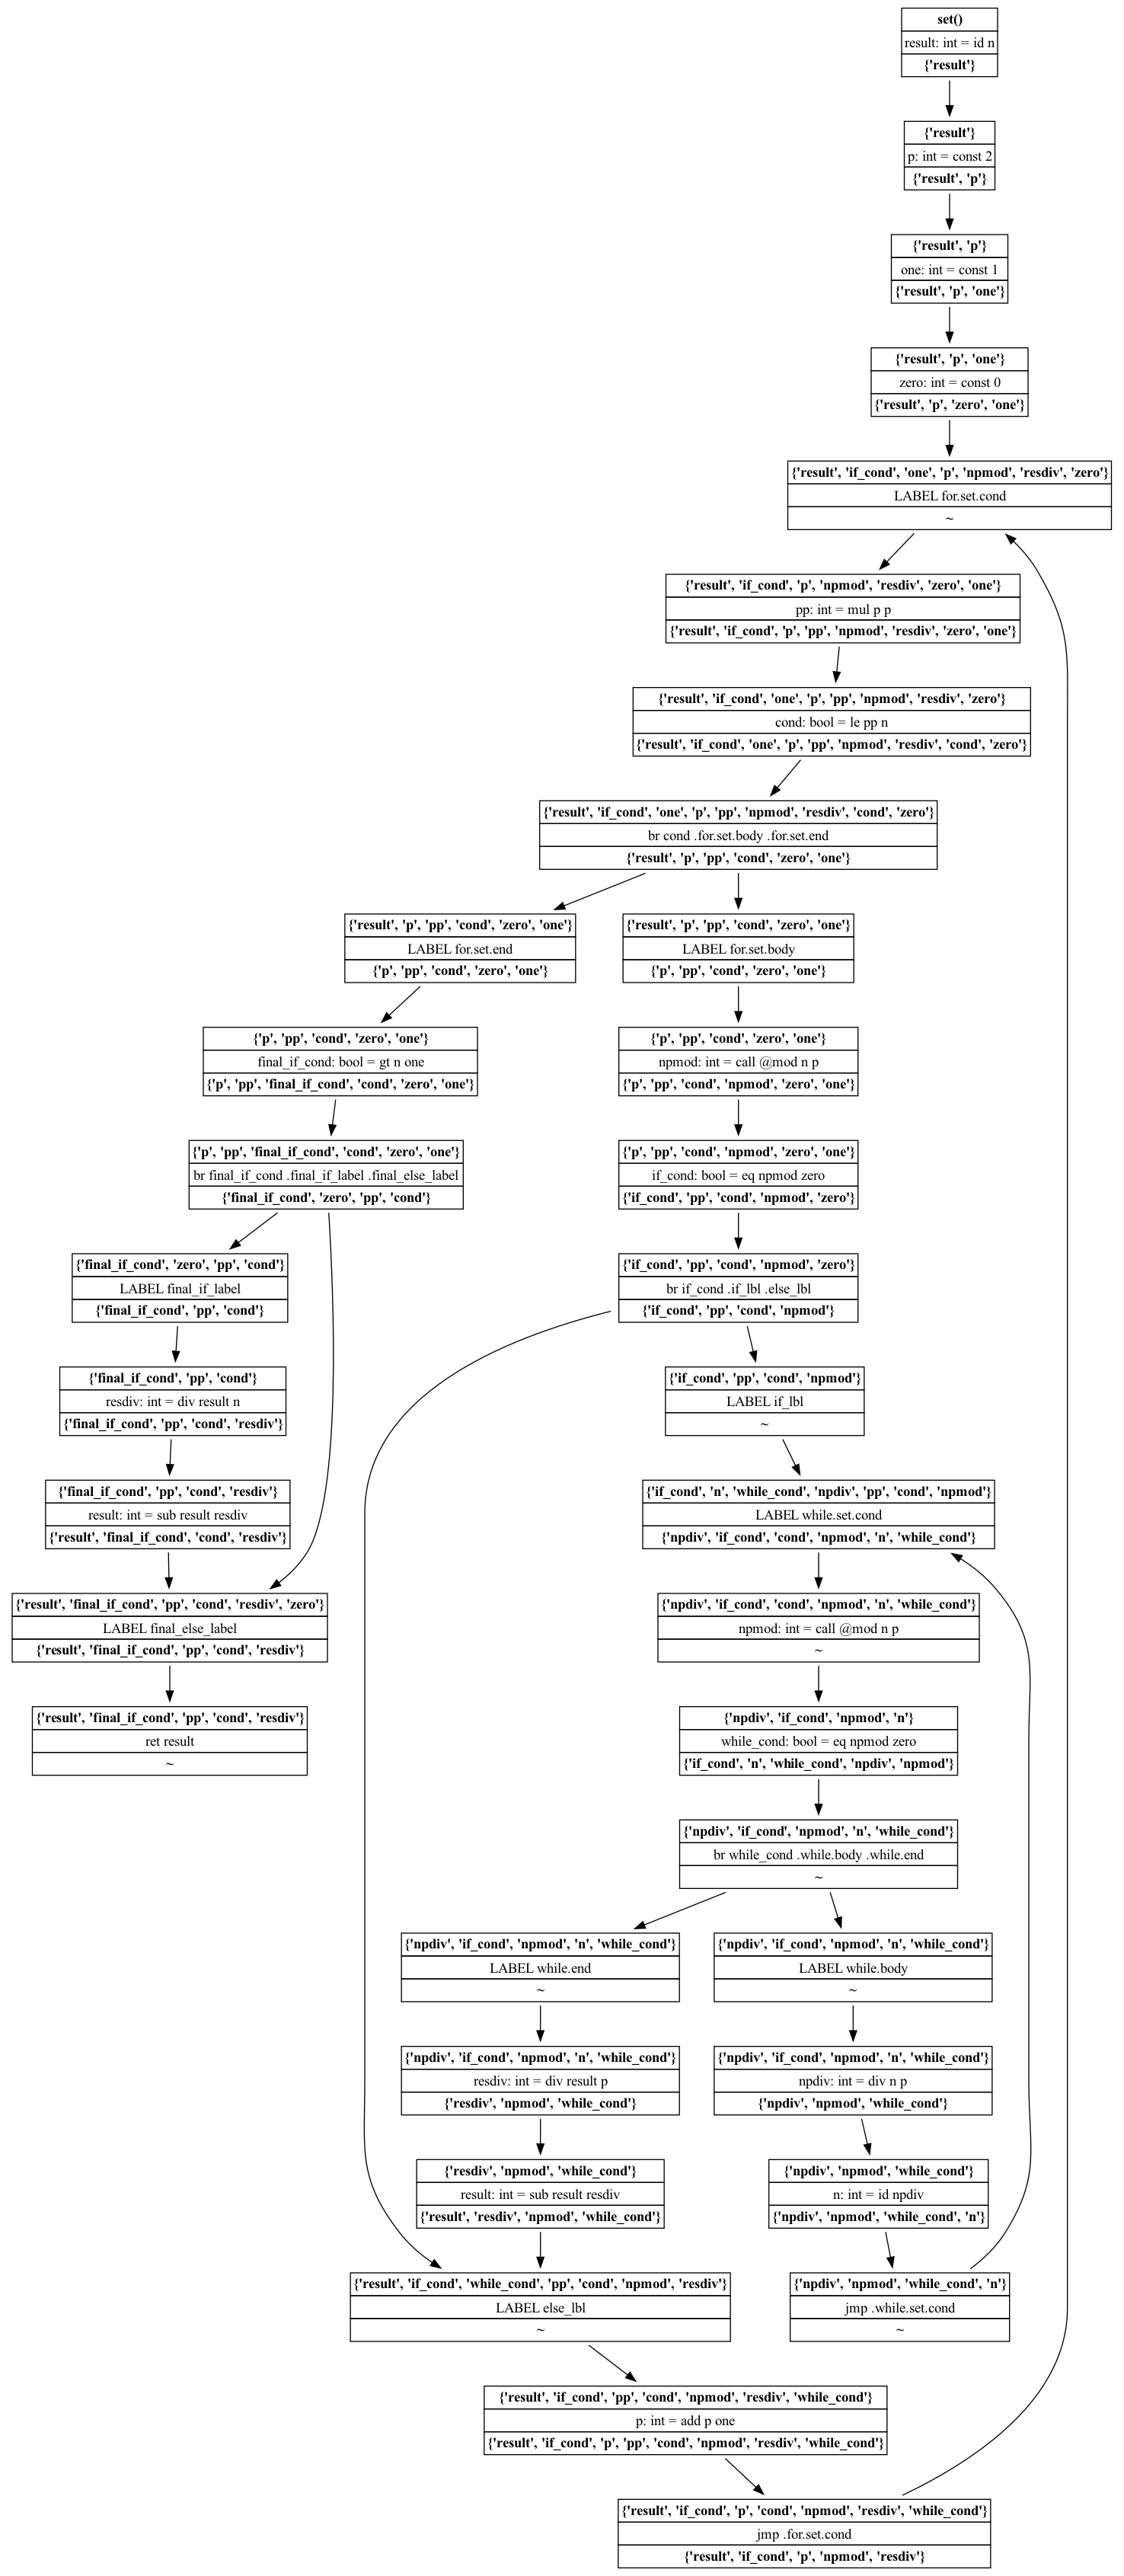 set()
result: int = id n
{'result'}
{'result'}
p: int = const 2
{'result', 'p'}
{'result', 'p'}
one: int = const 1
{'result', 'p', 'one'}
{'result', 'p', 'one'}
zero: int = const 0
{'result', 'p', 'zero', 'one'}
{'result', 'if_cond', 'one', 'p', 'npmod', 'resdiv', 'zero'}
LABEL for.set.cond
~
{'result', 'if_cond', 'p', 'npmod', 'resdiv', 'zero', 'one'}
pp: int = mul p p
{'result', 'if_cond', 'p', 'pp', 'npmod', 'resdiv', 'zero', 'one'}
{'result', 'if_cond', 'one', 'p', 'pp', 'npmod', 'resdiv', 'zero'}
cond: bool = le pp n
{'result', 'if_cond', 'one', 'p', 'pp', 'npmod', 'resdiv', 'cond', 'zero'}
{'result', 'if_cond', 'one', 'p', 'pp', 'npmod', 'resdiv', 'cond', 'zero'}
br cond .for.set.body .for.set.end
{'result', 'p', 'pp', 'cond', 'zero', 'one'}
{'result', 'p', 'pp', 'cond', 'zero', 'one'}
LABEL for.set.end
{'p', 'pp', 'cond', 'zero', 'one'}
{'result', 'p', 'pp', 'cond', 'zero', 'one'}
LABEL for.set.body
{'p', 'pp', 'cond', 'zero', 'one'}
{'p', 'pp', 'cond', 'zero', 'one'}
final_if_cond: bool = gt n one
{'p', 'pp', 'final_if_cond', 'cond', 'zero', 'one'}
{'p', 'pp', 'cond', 'zero', 'one'}
npmod: int = call @mod n p
{'p', 'pp', 'cond', 'npmod', 'zero', 'one'}
{'p', 'pp', 'final_if_cond', 'cond', 'zero', 'one'}
br final_if_cond .final_if_label .final_else_label
{'final_if_cond', 'zero', 'pp', 'cond'}
{'p', 'pp', 'cond', 'npmod', 'zero', 'one'}
if_cond: bool = eq npmod zero
{'if_cond', 'pp', 'cond', 'npmod', 'zero'}
{'final_if_cond', 'zero', 'pp', 'cond'}
LABEL final_if_label
{'final_if_cond', 'pp', 'cond'}
{'if_cond', 'pp', 'cond', 'npmod', 'zero'}
br if_cond .if_lbl .else_lbl
{'if_cond', 'pp', 'cond', 'npmod'}
{'final_if_cond', 'pp', 'cond'}
resdiv: int = div result n
{'final_if_cond', 'pp', 'cond', 'resdiv'}
{'if_cond', 'pp', 'cond', 'npmod'}
LABEL if_lbl
~
{'final_if_cond', 'pp', 'cond', 'resdiv'}
result: int = sub result resdiv
{'result', 'final_if_cond', 'cond', 'resdiv'}
{'if_cond', 'n', 'while_cond', 'npdiv', 'pp', 'cond', 'npmod'}
LABEL while.set.cond
{'npdiv', 'if_cond', 'cond', 'npmod', 'n', 'while_cond'}
{'result', 'final_if_cond', 'pp', 'cond', 'resdiv', 'zero'}
LABEL final_else_label
{'result', 'final_if_cond', 'pp', 'cond', 'resdiv'}
{'npdiv', 'if_cond', 'cond', 'npmod', 'n', 'while_cond'}
npmod: int = call @mod n p
~
{'result', 'final_if_cond', 'pp', 'cond', 'resdiv'}
ret result
~
{'npdiv', 'if_cond', 'npmod', 'n'}
while_cond: bool = eq npmod zero
{'if_cond', 'n', 'while_cond', 'npdiv', 'npmod'}
{'npdiv', 'if_cond', 'npmod', 'n', 'while_cond'}
br while_cond .while.body .while.end
~
{'npdiv', 'if_cond', 'npmod', 'n', 'while_cond'}
LABEL while.end
~
{'npdiv', 'if_cond', 'npmod', 'n', 'while_cond'}
LABEL while.body
~
{'npdiv', 'if_cond', 'npmod', 'n', 'while_cond'}
resdiv: int = div result p
{'resdiv', 'npmod', 'while_cond'}
{'npdiv', 'if_cond', 'npmod', 'n', 'while_cond'}
npdiv: int = div n p
{'npdiv', 'npmod', 'while_cond'}
{'resdiv', 'npmod', 'while_cond'}
result: int = sub result resdiv
{'result', 'resdiv', 'npmod', 'while_cond'}
{'npdiv', 'npmod', 'while_cond'}
n: int = id npdiv
{'npdiv', 'npmod', 'while_cond', 'n'}
{'result', 'if_cond', 'while_cond', 'pp', 'cond', 'npmod', 'resdiv'}
LABEL else_lbl
~
{'npdiv', 'npmod', 'while_cond', 'n'}
jmp .while.set.cond
~
{'result', 'if_cond', 'pp', 'cond', 'npmod', 'resdiv', 'while_cond'}
p: int = add p one
{'result', 'if_cond', 'p', 'pp', 'cond', 'npmod', 'resdiv', 'while_cond'}
{'result', 'if_cond', 'p', 'cond', 'npmod', 'resdiv', 'while_cond'}
jmp .for.set.cond
{'result', 'if_cond', 'p', 'npmod', 'resdiv'}